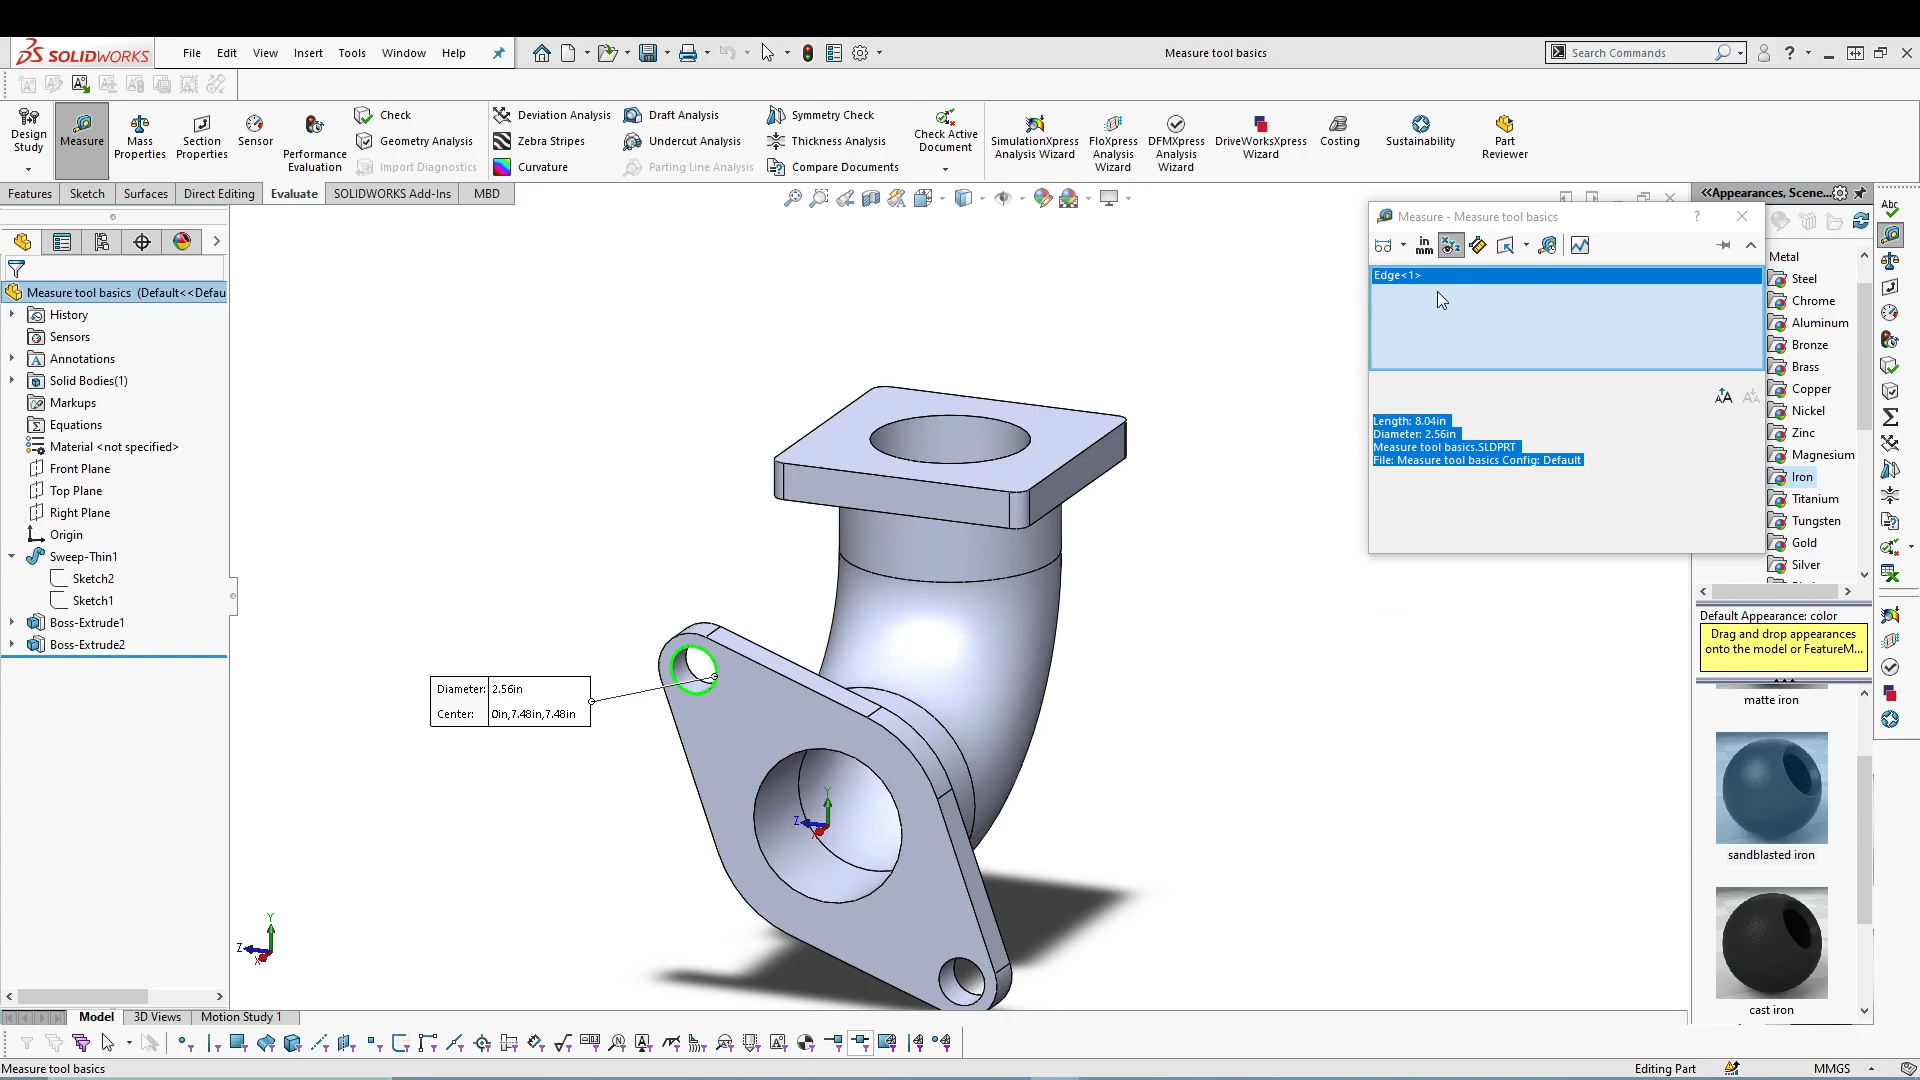 SOLIDWORKS
File Edit View Insert Tools Window Help
Measure tool basics
Search Commands
Design Study
Measure
Mass Properties
Section Properties
Sensor
Performance Evaluation
Check
Geometry Analysis
Import Diagnostics
Deviation Analysis
Zebra Stripes
Curvature
Draft Analysis
Undercut Analysis
Parting Line Analysis
Symmetry Check
Thickness Analysis
Compare Documents
Check Active Document
SimulationXpress Analysis Wizard
FloXpress Analysis Wizard
DFMXpress Analysis Wizard
DriveWorksXpress Wizard
Costing
Sustainability
Part Reviewer
Features Sketch Surfaces Direct Editing Evaluate SOLIDWORKS Add-Ins MBD
Measure tool basics (Default<<Defau
History
Sensors
Annotations
Solid Bodies(1)
Markups
Equations
Material <not specified>
Front Plane
Top Plane
Right Plane
Origin
Sweep-Thin1
Sketch2
Sketch1
Boss-Extrude1
Boss-Extrude2
Diameter: 2.56in
Center: 0in,7.48in,7.48in
Y
Z
X
Y
Z
X
Measure - Measure tool basics
in
mm
Edge<1>
Length: 8.04in
Diameter: 2.56in
Measure tool basics.SLDPRT
File: Measure tool basics Config: Default
<<Appearances, Scene...
Metal
Steel
Chrome
Aluminum
Bronze
Brass
Copper
Nickel
Zinc
Magnesium
Iron
Titanium
Tungsten
Gold
Silver
Default Appearance: color
Drag and drop appearances
onto the model or FeatureM...
matte iron
sandblasted iron
cast iron
Model 3D Views Motion Study 1
Measure tool basics
Editing Part
MMGS